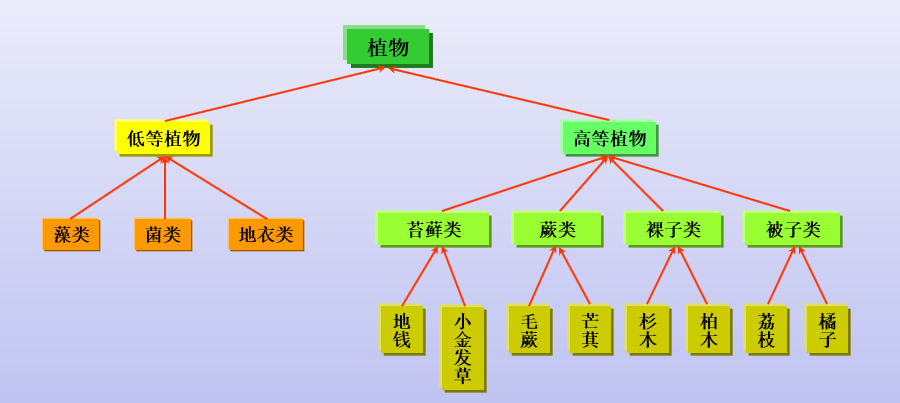 植物
低等植物
高等植物
藻类
菌类
地衣类
苔藓类
蕨类
裸子类
被子类
地钱
小金发草
毛蕨
芒萁
杉木
柏木
荔枝
橘子